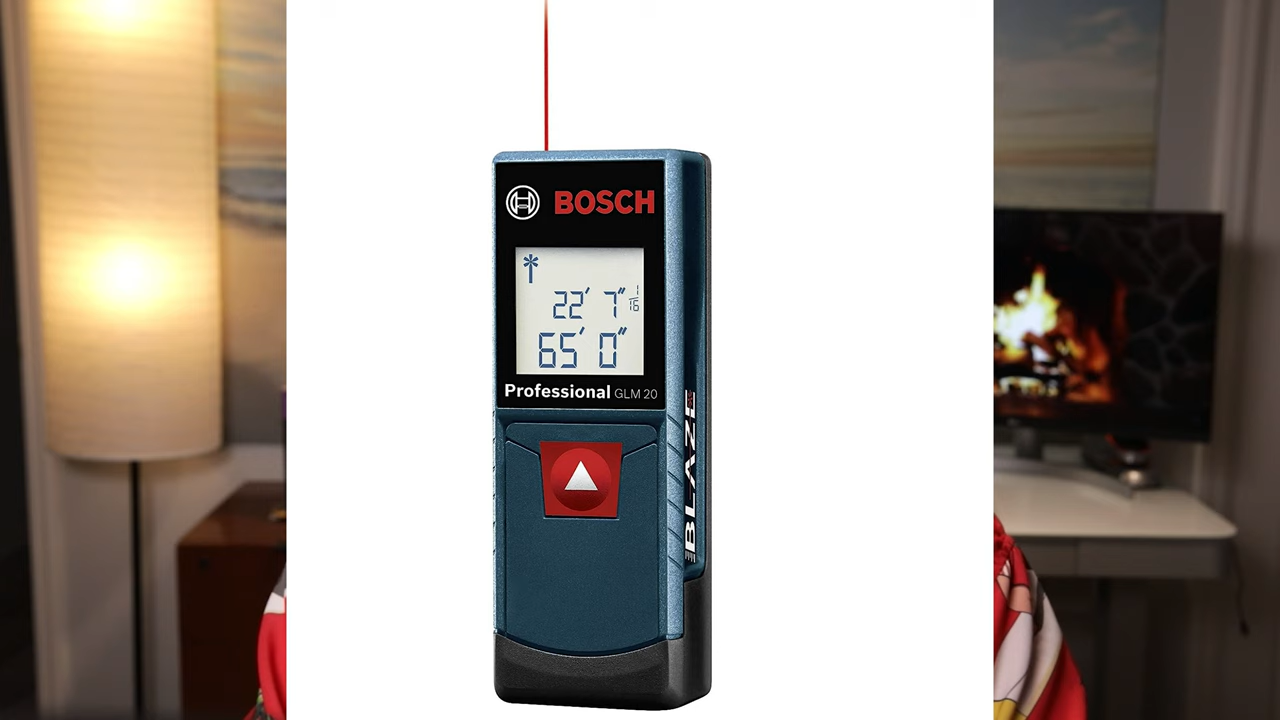 BOSCH
22' 7" 1/16
65' 0"
Professional GLM 20
BLAZE